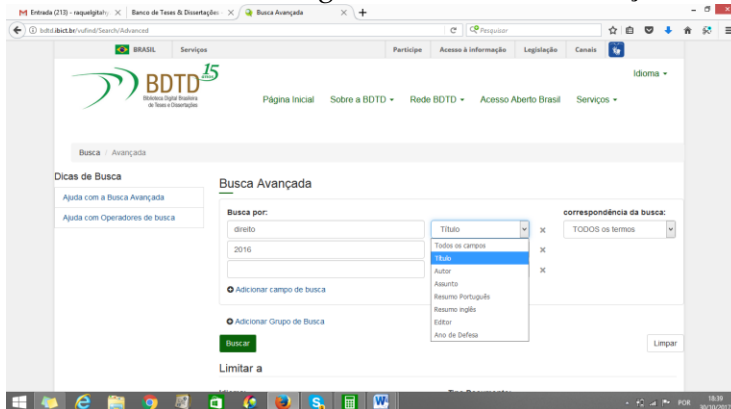 Entrada (213) - raquelgitahy
Banco de Teses & Dissertações
Busca Avançada
bdtd.ibict.br/vufind/Search/Advanced
Pesquisar
BRASIL Serviços Participe Acesso à informação Legislação Canais
Idioma
15 anos
BDTD
Biblioteca Digital Brasileira
de Teses e Dissertações
Página Inicial Sobre a BDTD Rede BDTD Acesso Aberto Brasil Serviços
Busca / Avançada
Dicas de Busca
Ajuda com a Busca Avançada
Ajuda com Operadores de busca
Busca Avançada
Busca por: correspondência da busca:
direito Título TODOS os termos
2016
Todos os campos
Título
Autor
Assunto
Resumo Português
Resumo inglês
Editor
Ano de Defesa
Adicionar campo de busca
Adicionar Grupo de Busca
Buscar Limpar
Limitar a
POR 18:39
30/10/2017